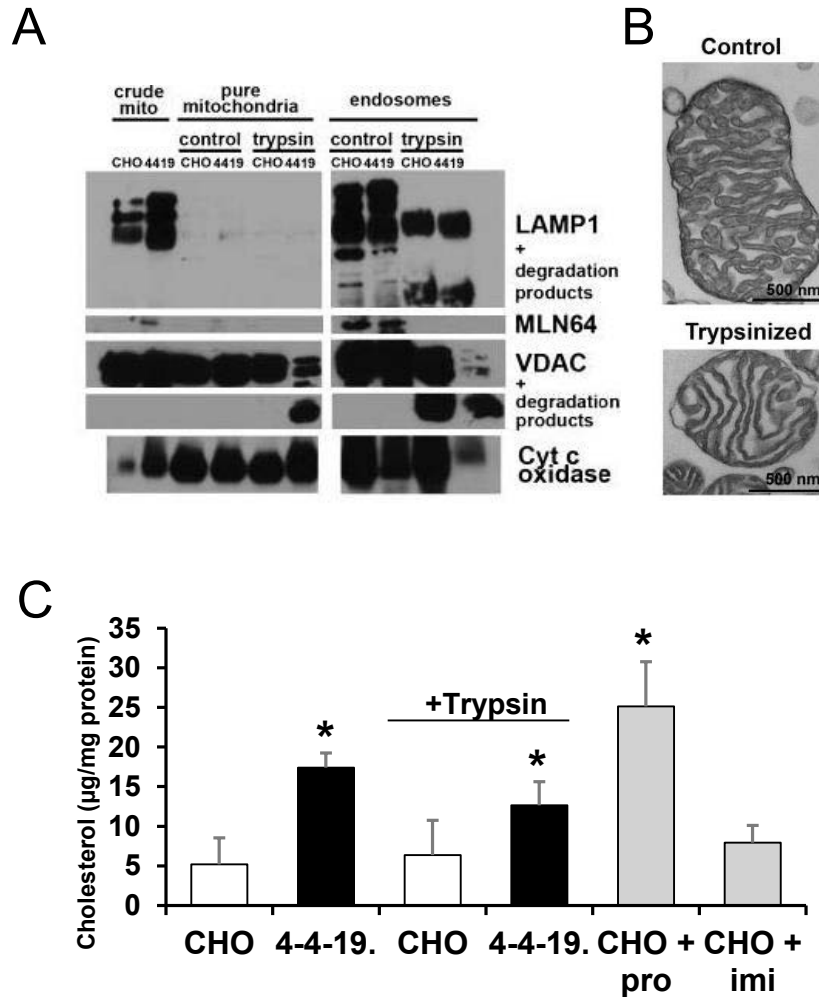 A
crude mito
pure mitochondria
endosomes
control
trypsin
control
trypsin
CHO 4419 CHO 4419 CHO 4419 CHO 4419 CHO 4419
LAMP1
+
degradation
products
MLN64
VDAC
+
degradation
products
Cyt c
oxidase
B
Control
500 nm
Trypsinized
500 nm
C
Cholesterol (µg/mg protein)
35
30
25
20
15
10
5
0
*
+Trypsin
*
*
CHO 4-4-19. CHO 4-4-19. CHO + CHO +
pro imi